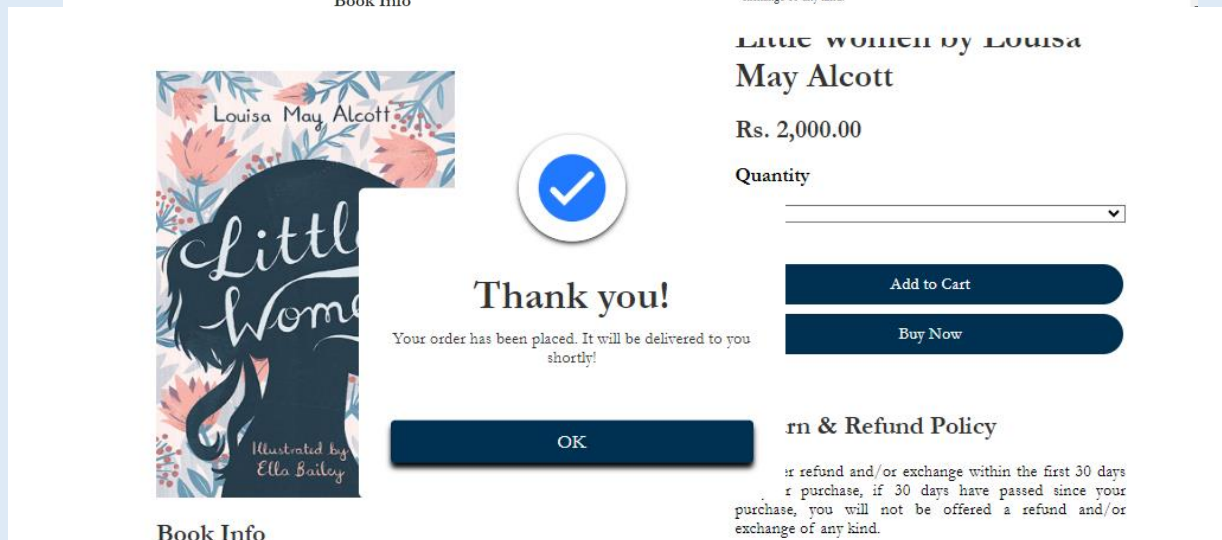 Book Info
Louisa May Alcott
Little
Illustrated by
Ella Bailey
Book Info
Thank you!
Your order has been placed. It will be delivered to you
shortly!
OK
Little Women by Louisa
May Alcott
Rs. 2,000.00
Quantity
Add to Cart
Buy Now
rn & Refund Policy
er refund and/or exchange within the first 30 days
r purchase, if 30 days have passed since your
purchase, you will not be offered a refund and/or
exchange of any kind.